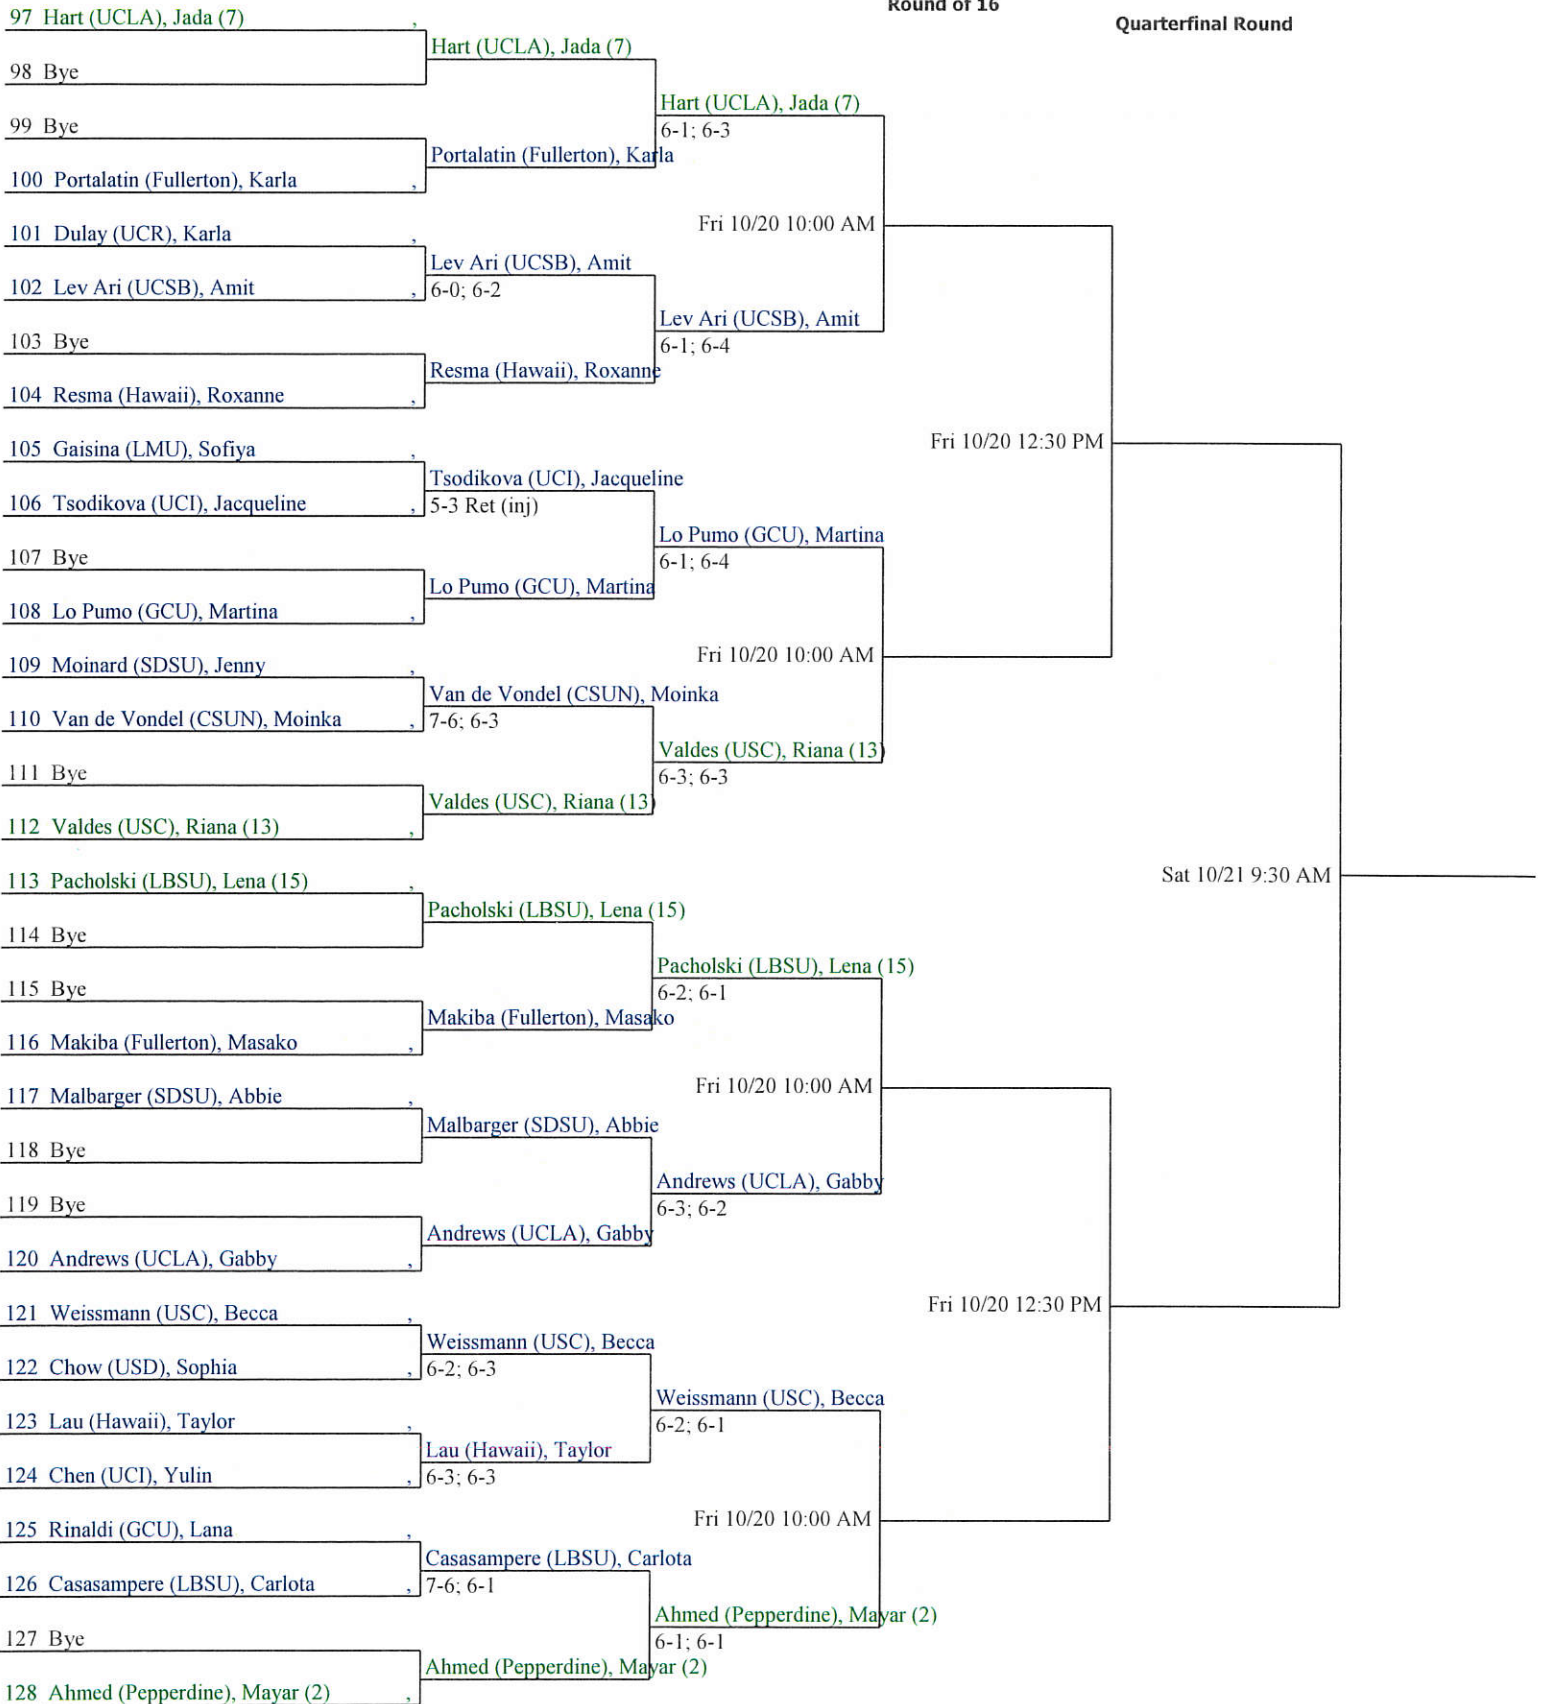 Round of 16
Quarterfinal Round
97 Hart (UCLA), Jada (7) ,
Hart (UCLA), Jada (7)
98 Bye
Hart (UCLA), Jada (7)
6-1; 6-3
99 Bye
Portalatin (Fullerton), Karla
100 Portalatin (Fullerton), Karla ,
Fri 10/20 10:00 AM
101 Dulay (UCR), Karla ,
Lev Ari (UCSB), Amit
102 Lev Ari (UCSB), Amit ,
6-0; 6-2
Lev Ari (UCSB), Amit
103 Bye
6-1; 6-4
Resma (Hawaii), Roxanne
104 Resma (Hawaii), Roxanne ,
Fri 10/20 12:30 PM
105 Gaisina (LMU), Sofiya ,
Tsodikova (UCI), Jacqueline
106 Tsodikova (UCI), Jacqueline ,
5-3 Ret (inj)
Lo Pumo (GCU), Martina
107 Bye
6-1; 6-4
Lo Pumo (GCU), Martina
108 Lo Pumo (GCU), Martina ,
Fri 10/20 10:00 AM
109 Moinard (SDSU), Jenny ,
Van de Vondel (CSUN), Moinka
110 Van de Vondel (CSUN), Moinka ,
7-6; 6-3
Valdes (USC), Riana (13)
111 Bye
6-3; 6-3
Valdes (USC), Riana (13)
112 Valdes (USC), Riana (13) ,
Sat 10/21 9:30 AM
113 Pacholski (LBSU), Lena (15) ,
Pacholski (LBSU), Lena (15)
114 Bye
Pacholski (LBSU), Lena (15)
115 Bye
6-2; 6-1
Makiba (Fullerton), Masako
116 Makiba (Fullerton), Masako ,
Fri 10/20 10:00 AM
117 Malbarger (SDSU), Abbie ,
Malbarger (SDSU), Abbie
118 Bye
Andrews (UCLA), Gabby
119 Bye
6-3; 6-2
Andrews (UCLA), Gabby
120 Andrews (UCLA), Gabby ,
Fri 10/20 12:30 PM
121 Weissmann (USC), Becca ,
Weissmann (USC), Becca
122 Chow (USD), Sophia ,
6-2; 6-3
Weissmann (USC), Becca
123 Lau (Hawaii), Taylor ,
6-2; 6-1
Lau (Hawaii), Taylor
124 Chen (UCI), Yulin ,
6-3; 6-3
Fri 10/20 10:00 AM
125 Rinaldi (GCU), Lana ,
Casasampere (LBSU), Carlota
126 Casasampere (LBSU), Carlota ,
7-6; 6-1
Ahmed (Pepperdine), Mayar (2)
127 Bye
6-1; 6-1
Ahmed (Pepperdine), Mayar (2)
128 Ahmed (Pepperdine), Mayar (2) ,